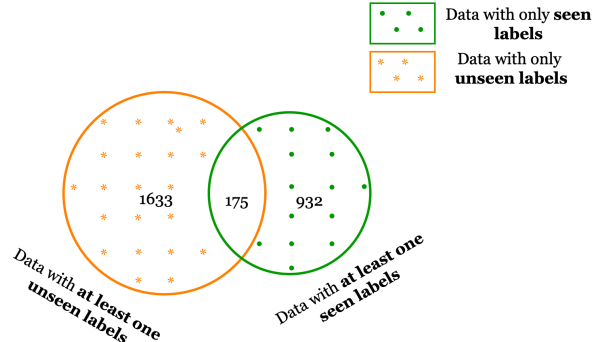 Data with only seen
labels
Data with only
unseen labels
1633
175
932
Data with at least one
unseen labels
Data with at least one
seen labels